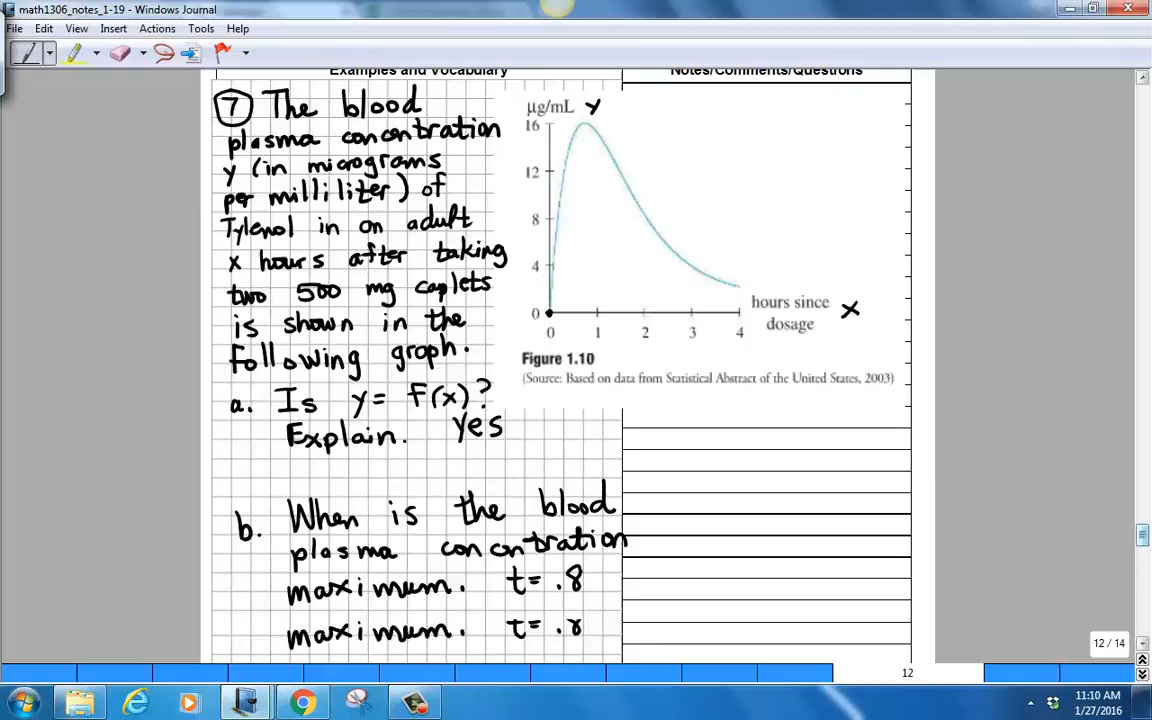 math1306_notes_1-19 - Windows Journal
File Edit View Insert Actions Tools Help
Examples and Vocabulary Notes/Comments/Questions
7 The blood
plasma concontration
y (in micrograms
per milliliter) of
Tylenol in on adult
x hours after taking
two 500 mg caplets
is shown in the
following graph.
a. Is y = f(x)?
Explain. yes
b. When is the blood
plasma concontration
maximum. t= .8
maximum. t= .8
μg/mL y
16
12
8
4
0
0 1 2 3 4
hours since
dosage x
Figure 1.10
(Source: Based on data from Statistical Abstract of the United States, 2003)
12 / 14
12
11:10 AM
1/27/2016